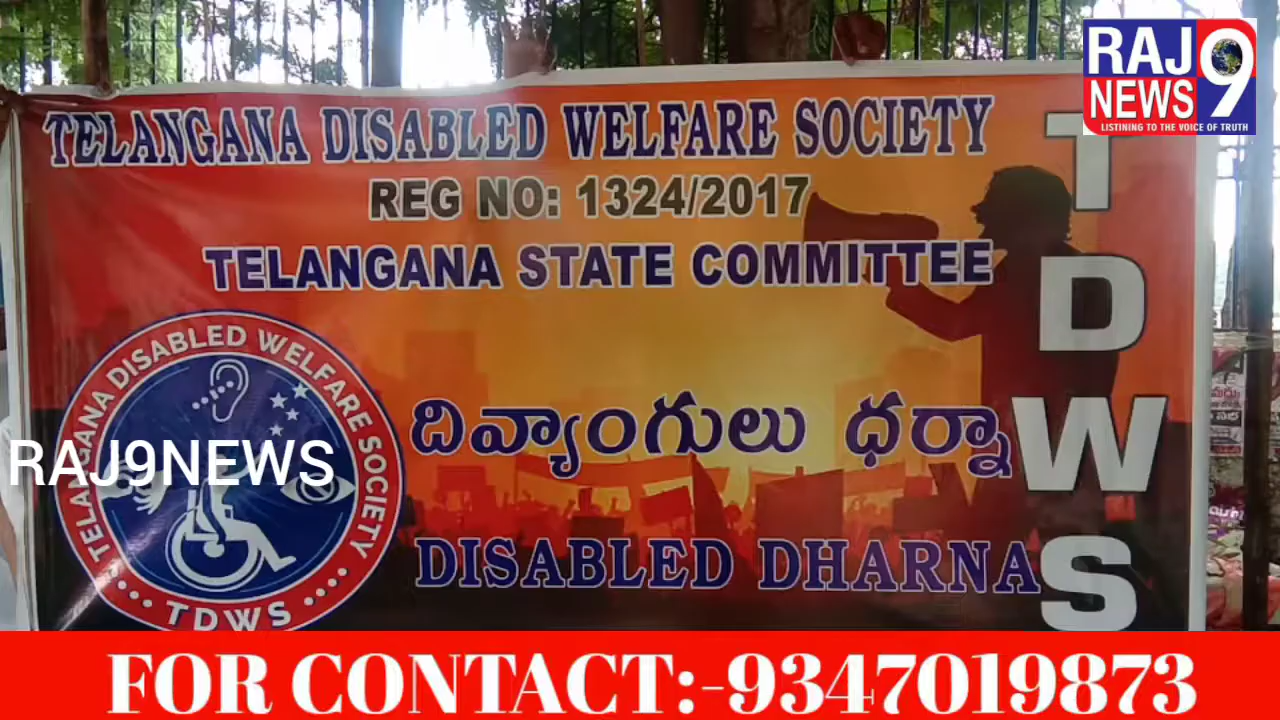 RAJ 9
NEWS
LISTINING TO THE VOICE OF TRUTH
TELANGANA DISABLED WELFARE SOCIETY
REG NO: 1324/2017
TELANGANA STATE COMMITTEE
TDWS
TELANGANA DISABLED WELFARE SOCIETY
TDWS
RAJ9NEWS
దివ్యాంగులు ధర్నా
DISABLED DHARNA
FOR CONTACT:-9347019873